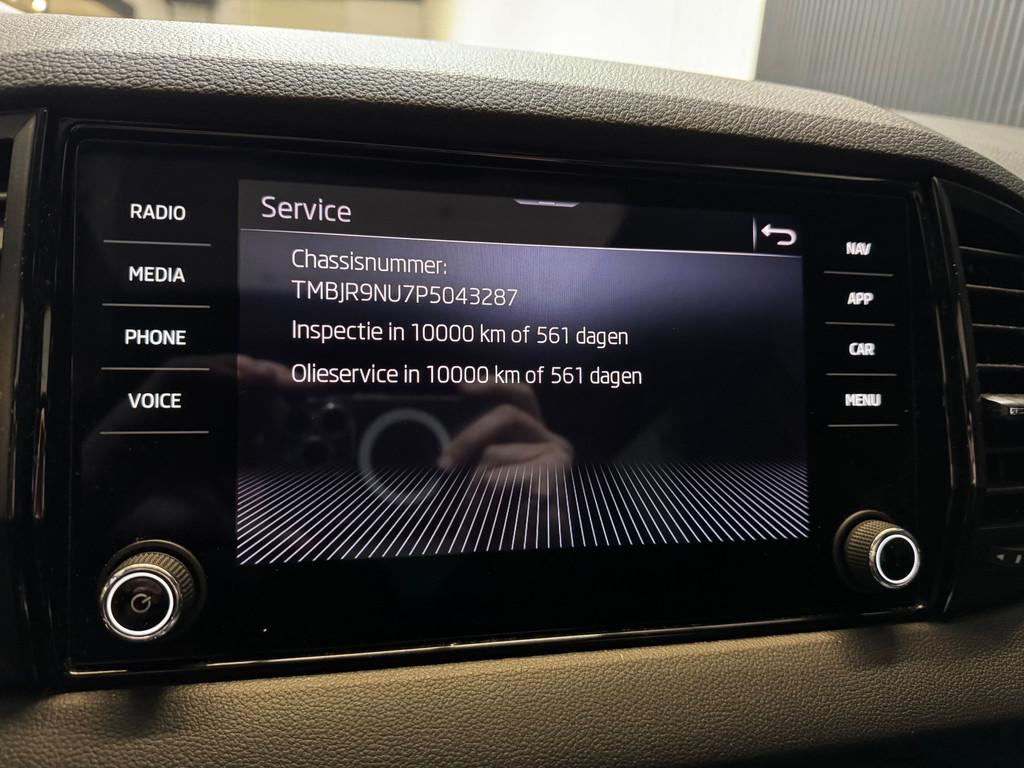 Service
Chassisnummer:
TMBJR9NU7P5043287
Inspectie in 10000 km of 561 dagen
Olieservice in 10000 km of 561 dagen
RADIO
MEDIA
PHONE
VOICE
NAV
APP
CAR
MENU